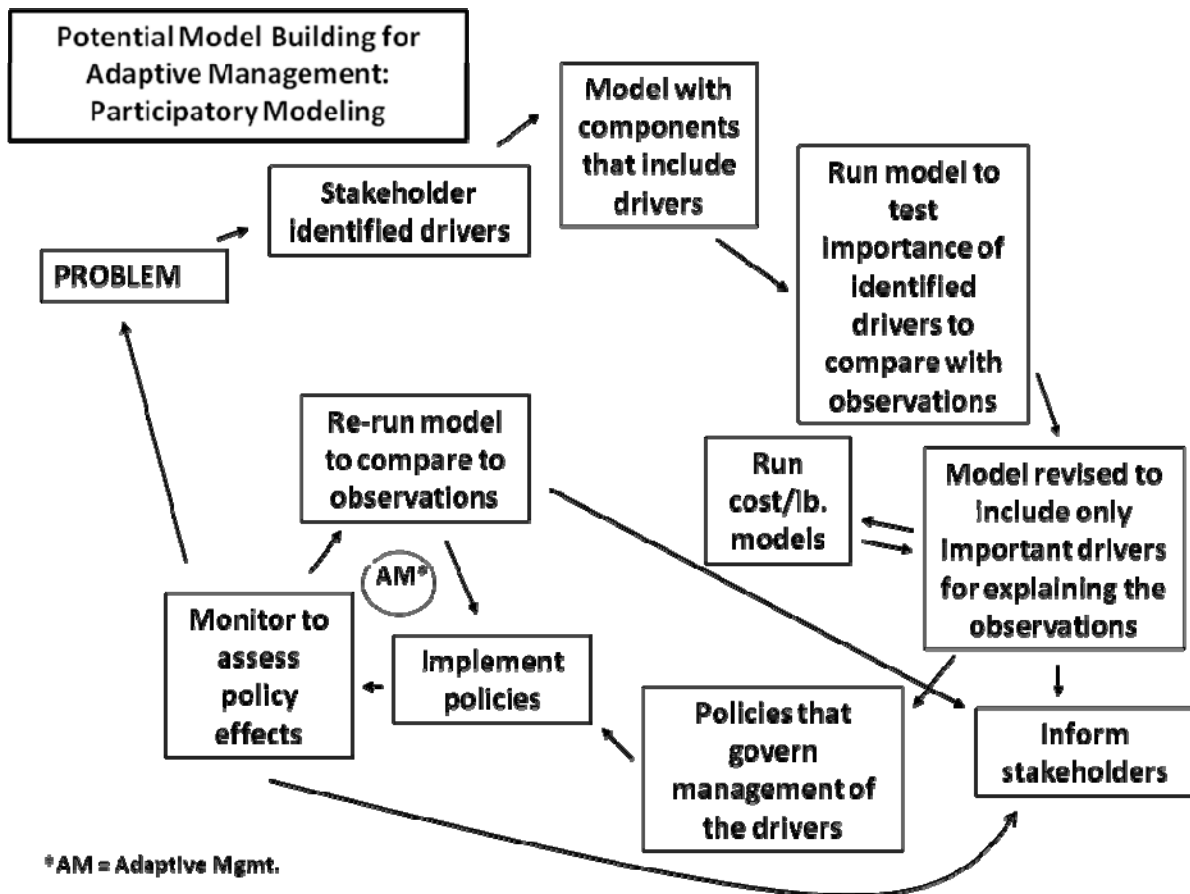 Potential Model Building for
Adaptive Management:
Participatory Modeling
Model with
components
that include
drivers
Stakeholder
identified drivers
PROBLEM
Run model to
test
importance of
identified
drivers to
compare with
observations
Re-run model
to compare to
observations
Run
cost/lb.
models
Model revised to
include only
Important drivers
for explaining the
observations
AM*
Monitor to
assess
policy
effects
Implement
policies
Policies that
govern
management of
the drivers
Inform
stakeholders
*AM = Adaptive Mgmt.